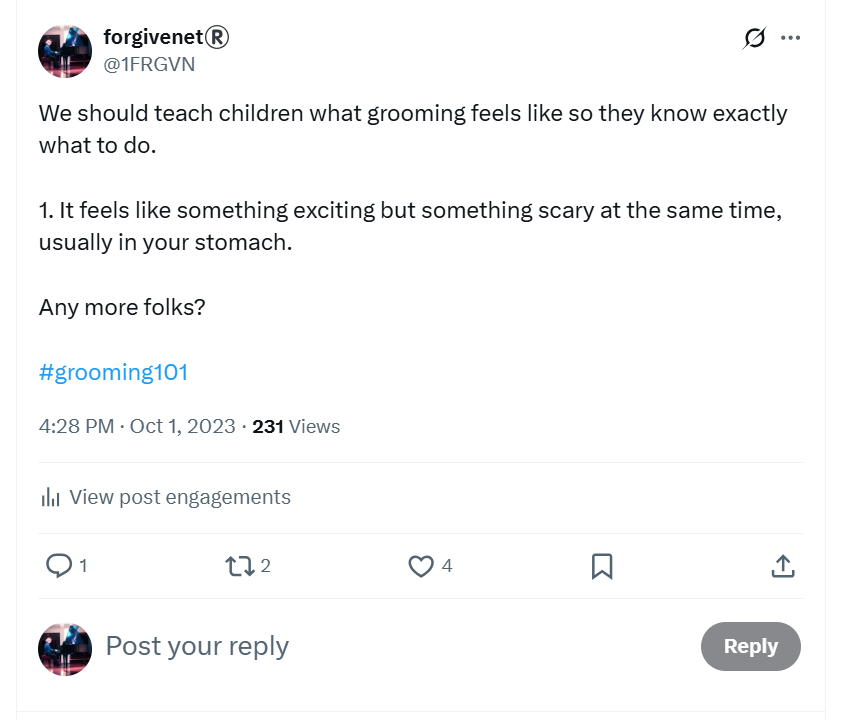 forgivenet®
@1FRGVN
We should teach children what grooming feels like so they know exactly
what to do.
1. It feels like something exciting but something scary at the same time,
usually in your stomach.
Any more folks?
#grooming101
4:28 PM · Oct 1, 2023 · 231 Views
View post engagements
1 2 4
Post your reply
Reply